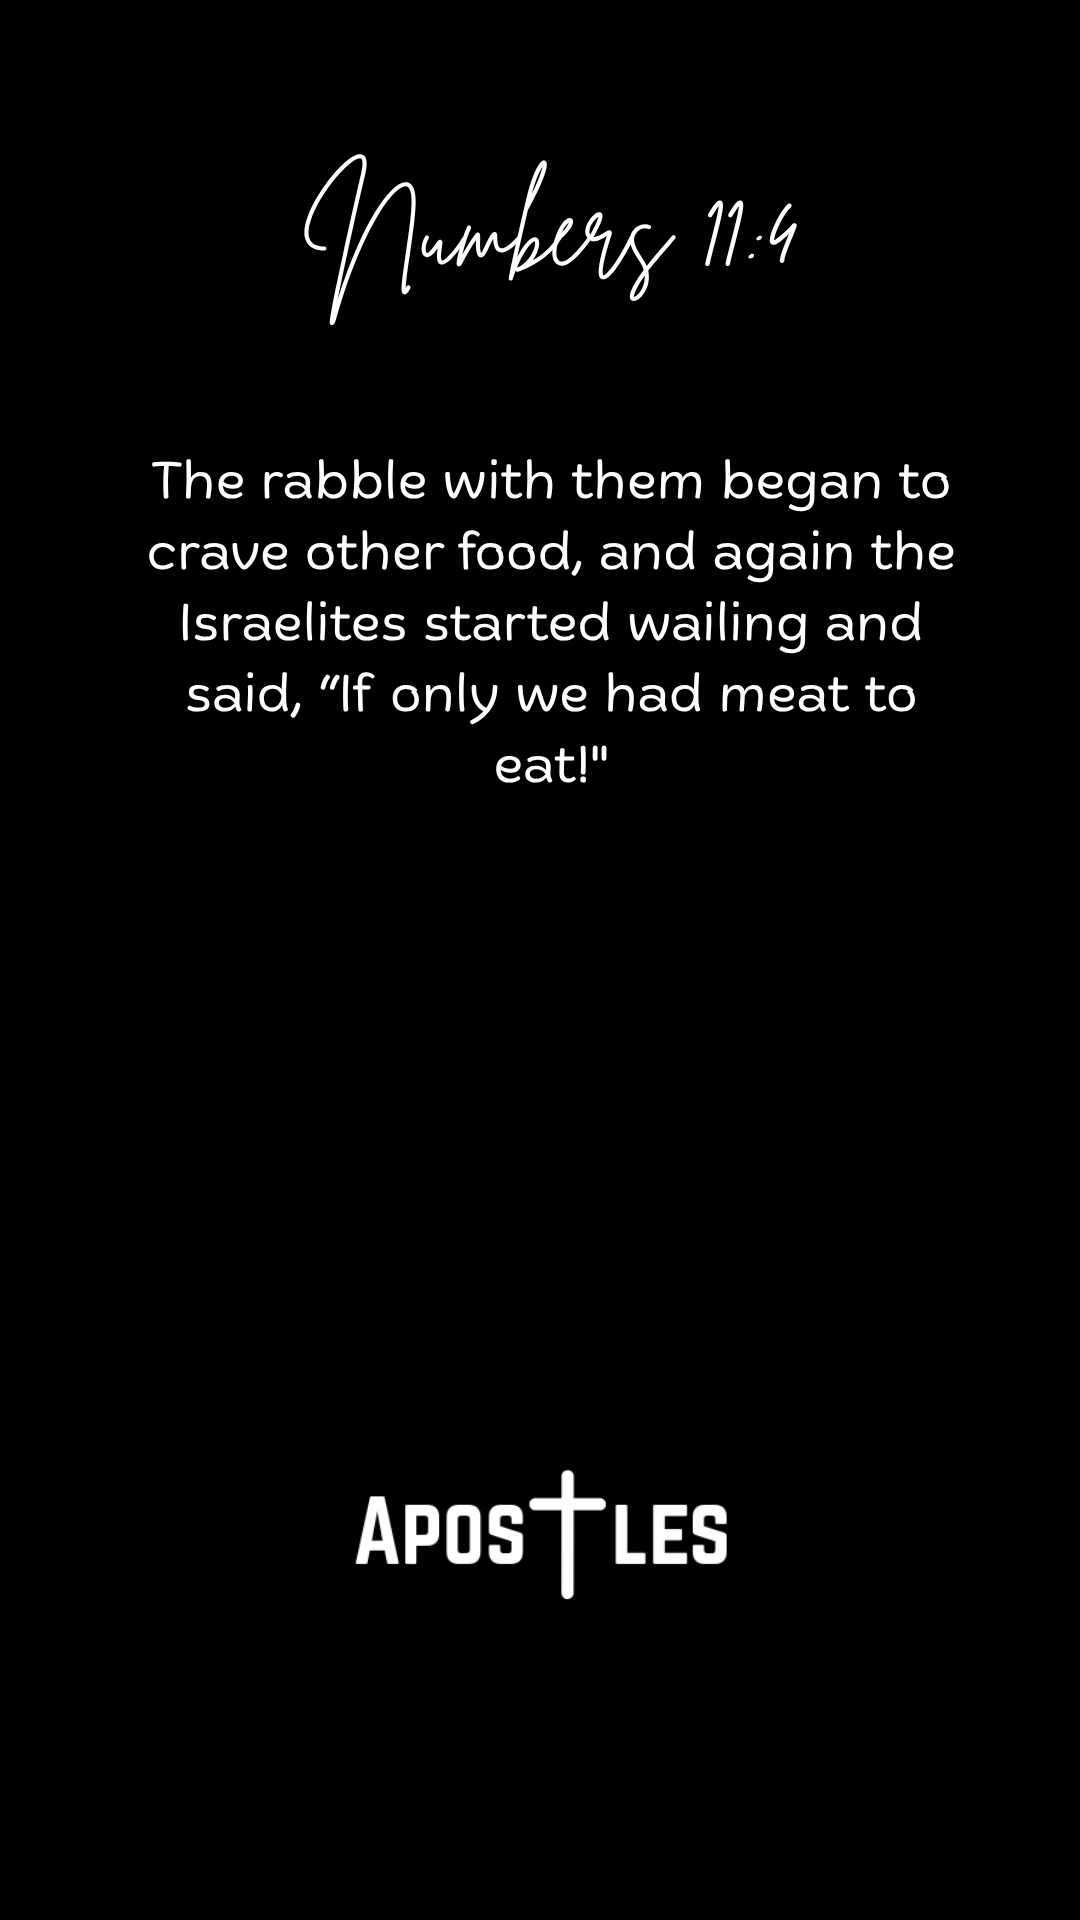 Numbers 11:4
The rabble with them began to
crave other food, and again the
Israelites started wailing and
said, “If only we had meat to
eat!"
Apostles